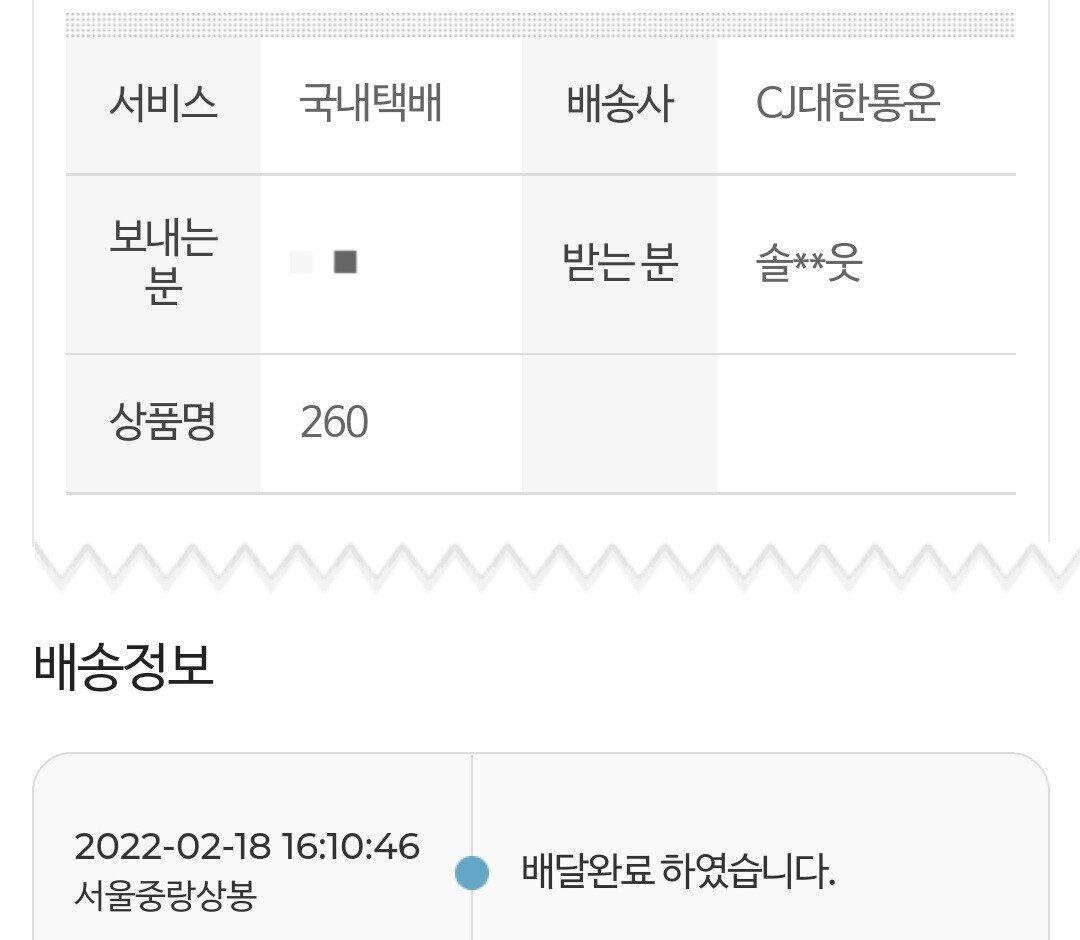 서비스 국내택배 배송사 CJ대한통운
보내는
분
받는 분 솔**웃
상품명 260
배송정보
2022-02-18 16:10:46
서울중랑상봉
배달완료 하였습니다.